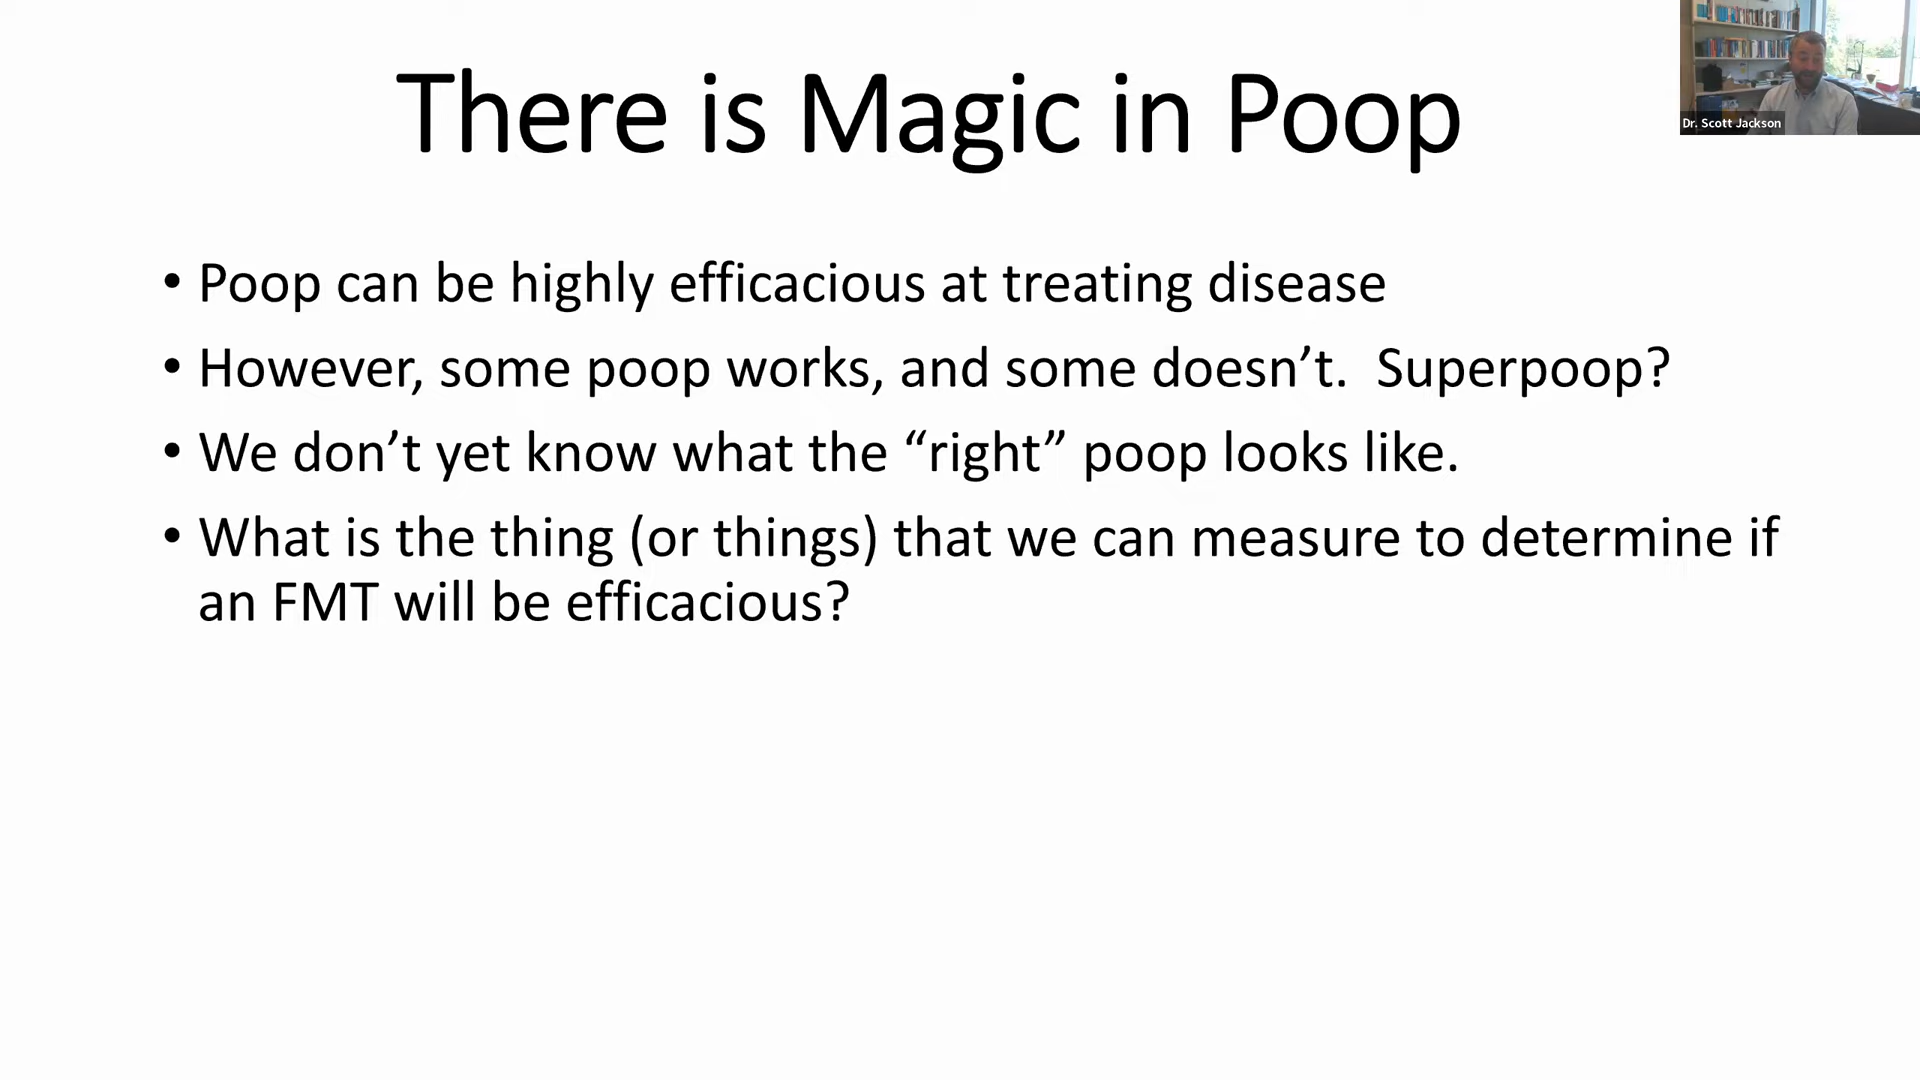 There is Magic in Poop
Dr. Scott Jackson
• Poop can be highly efficacious at treating disease
• However, some poop works, and some doesn’t.  Superpoop?
• We don’t yet know what the “right” poop looks like.
• What is the thing (or things) that we can measure to determine if
an FMT will be efficacious?